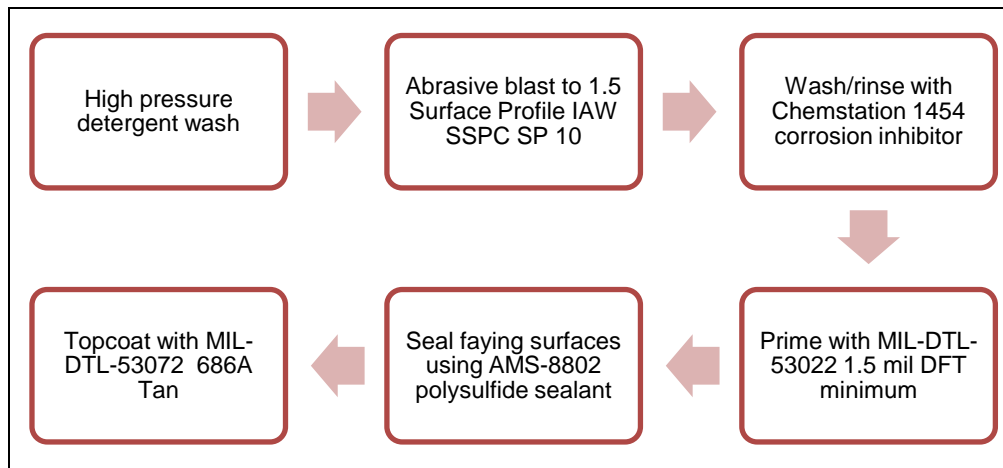 High pressure
detergent wash
Abrasive blast to 1.5
Surface Profile IAW
SSPC SP 10
Wash/rinse with
Chemstation 1454
corrosion inhibitor
Prime with MIL-DTL-
53022 1.5 mil DFT
minimum
Seal faying surfaces
using AMS-8802
polysulfide sealant
Topcoat with MIL-
DTL-53072  686A
Tan